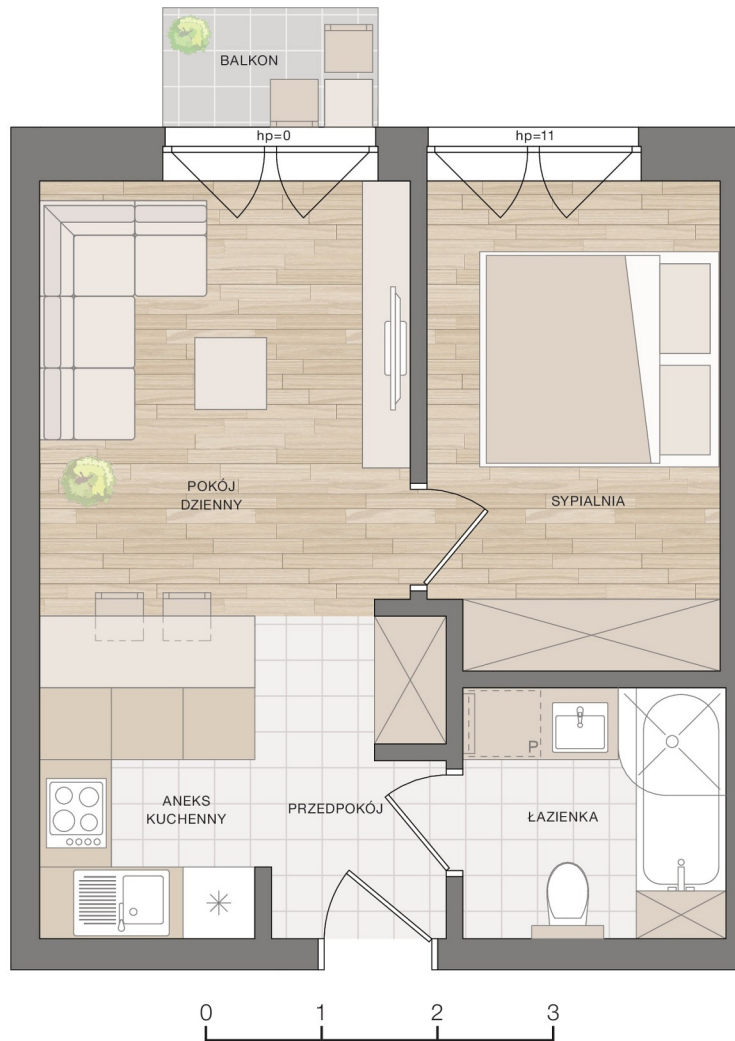 BALKON
hp=0
hp=11
POKÓJ
DZIENNY
SYPIALNIA
P
ANEKS
KUCHENNY
PRZEDPOKÓJ
ŁAZIENKA
0 1 2 3